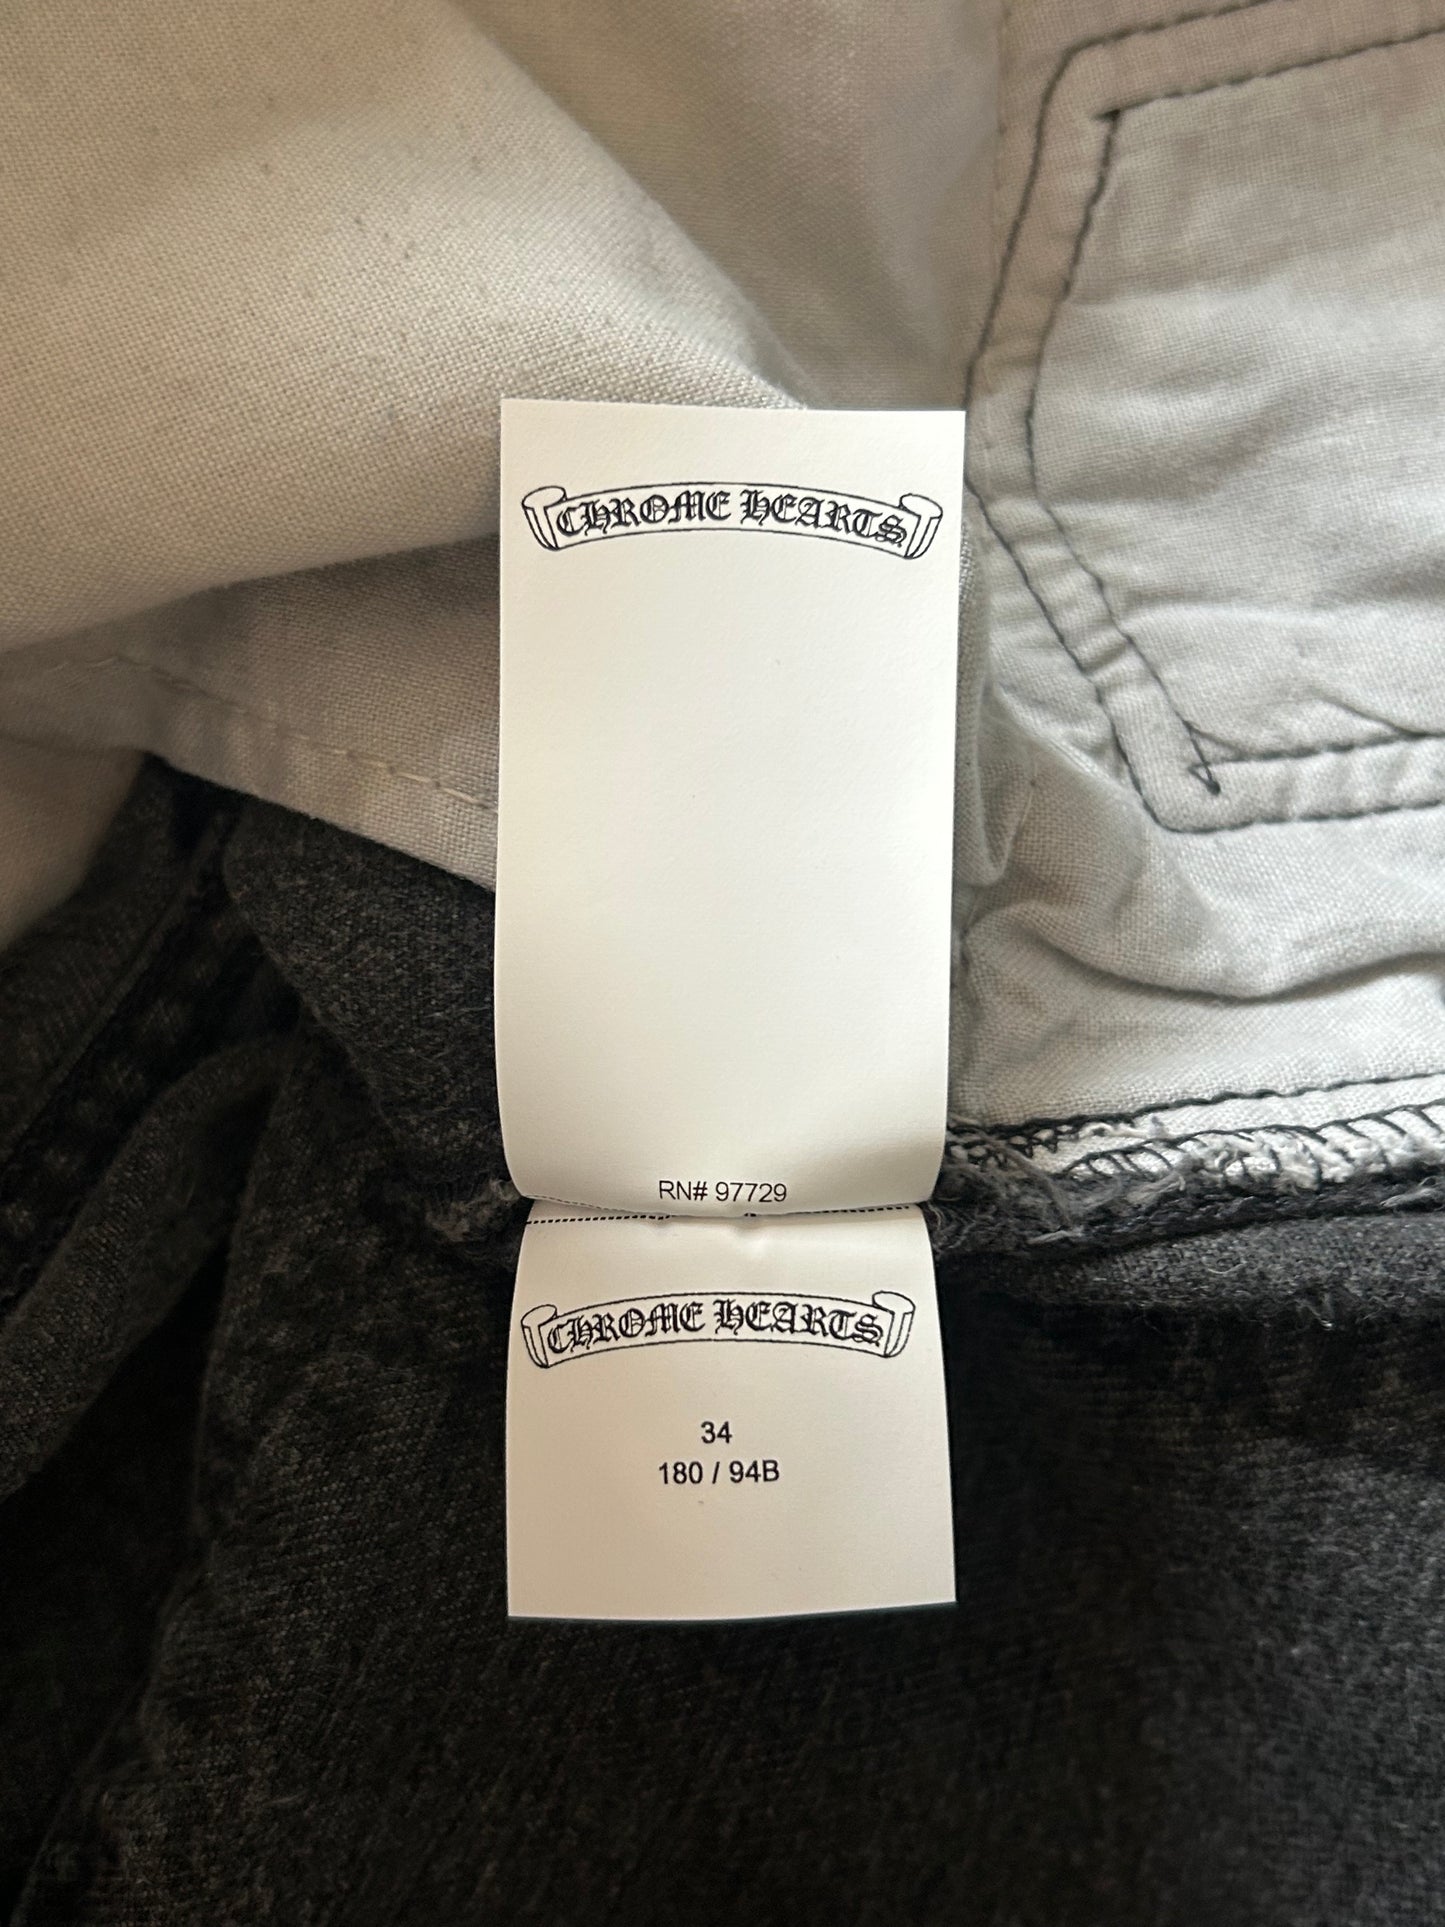 CHROME HEARTS
RN# 97729
CHROME HEARTS
34
180 / 94B